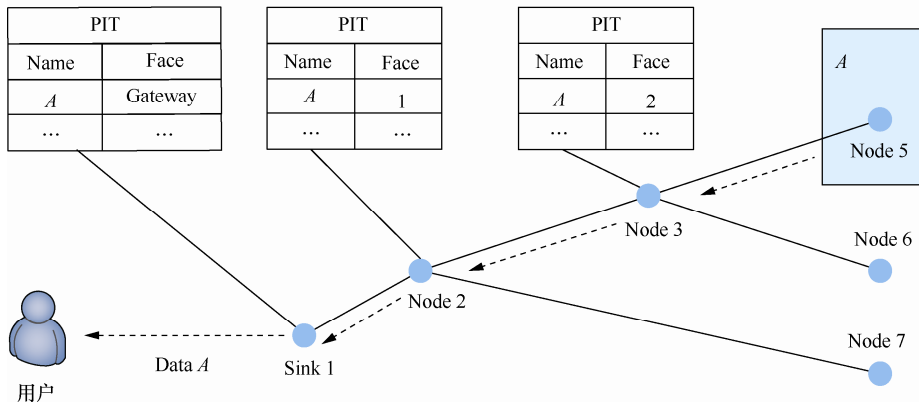 PIT
Name Face
A Gateway
... ...
PIT
Name Face
A 1
... ...
PIT
Name Face
A 2
... ...
A
Node 5
Node 3
Node 6
Node 2
Node 7
Data A
Sink 1
用户